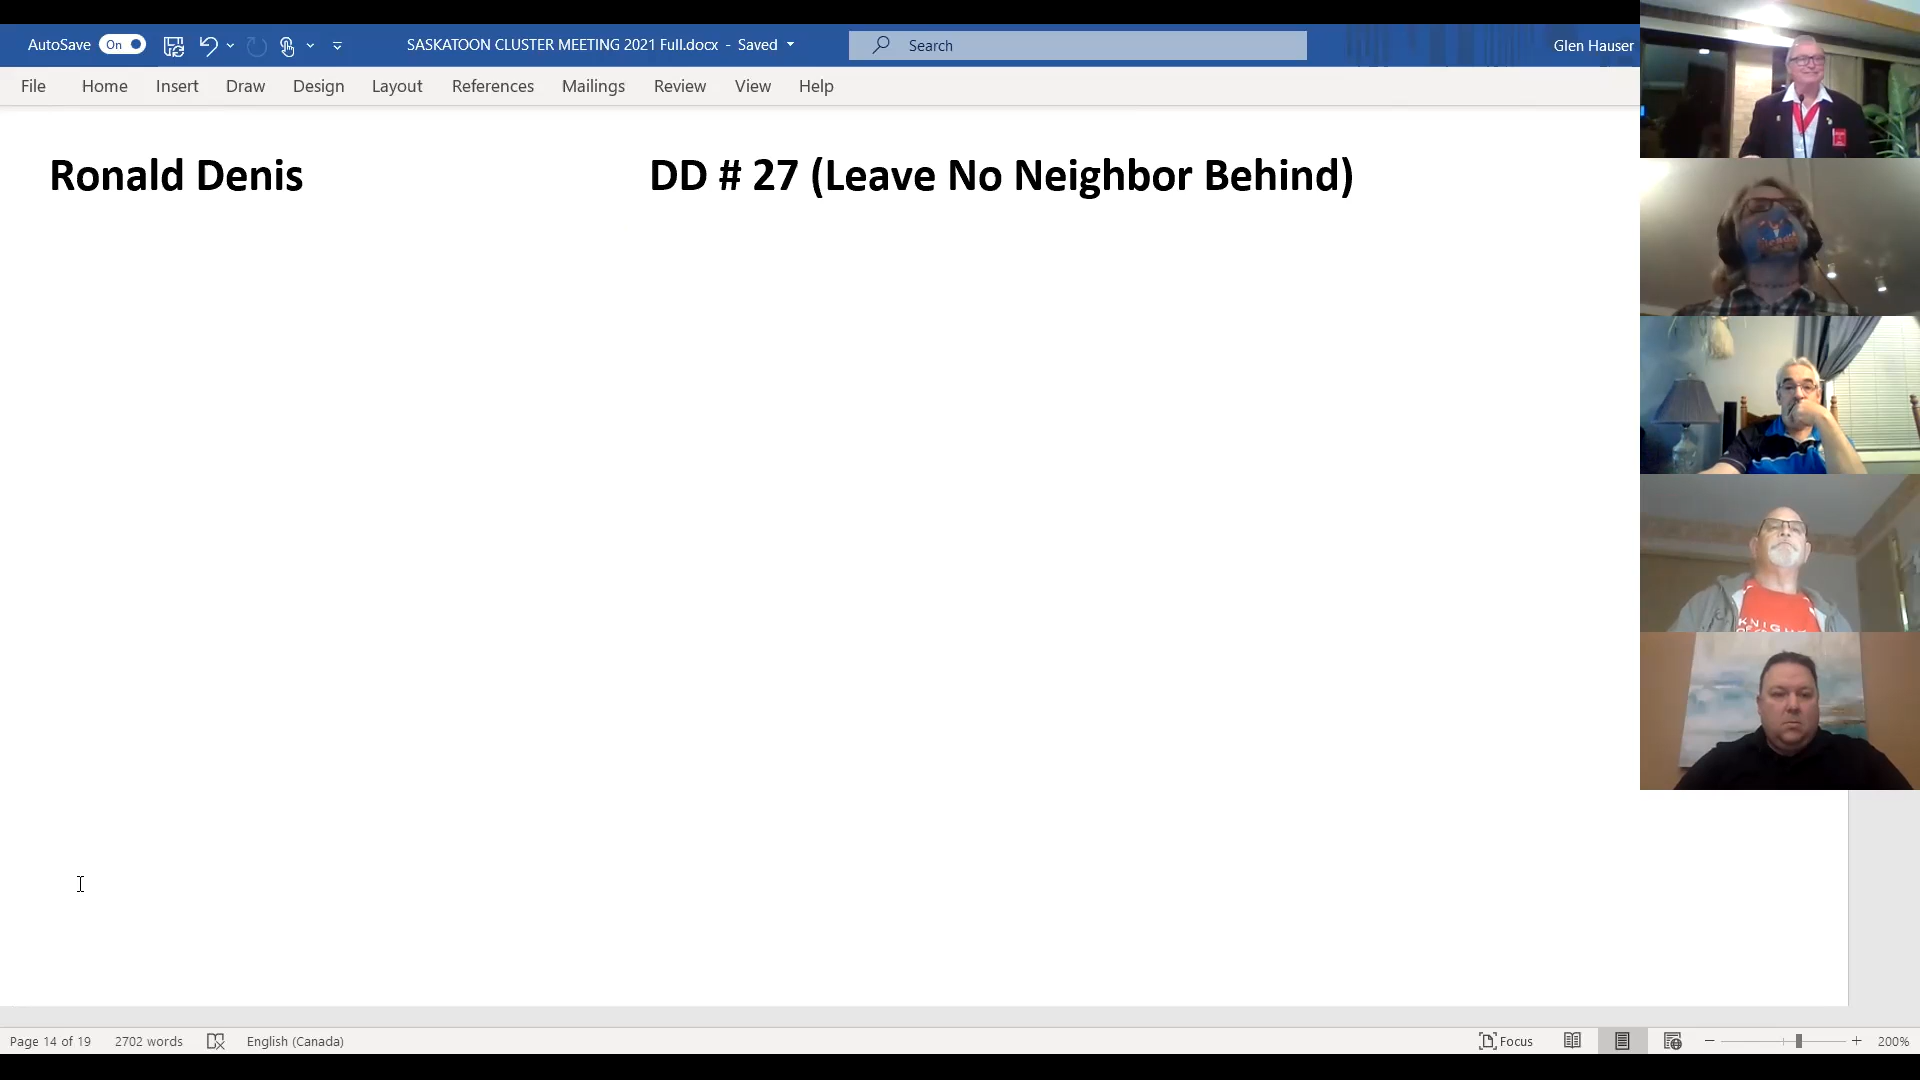 AutoSave On SASKATOON CLUSTER MEETING 2021 Full.docx - Saved Search Glen Hauser
File Home Insert Draw Design Layout References Mailings Review View Help
Ronald Denis DD # 27 (Leave No Neighbor Behind)
KNIGHTS
Page 14 of 19 2702 words English (Canada) Focus 200%